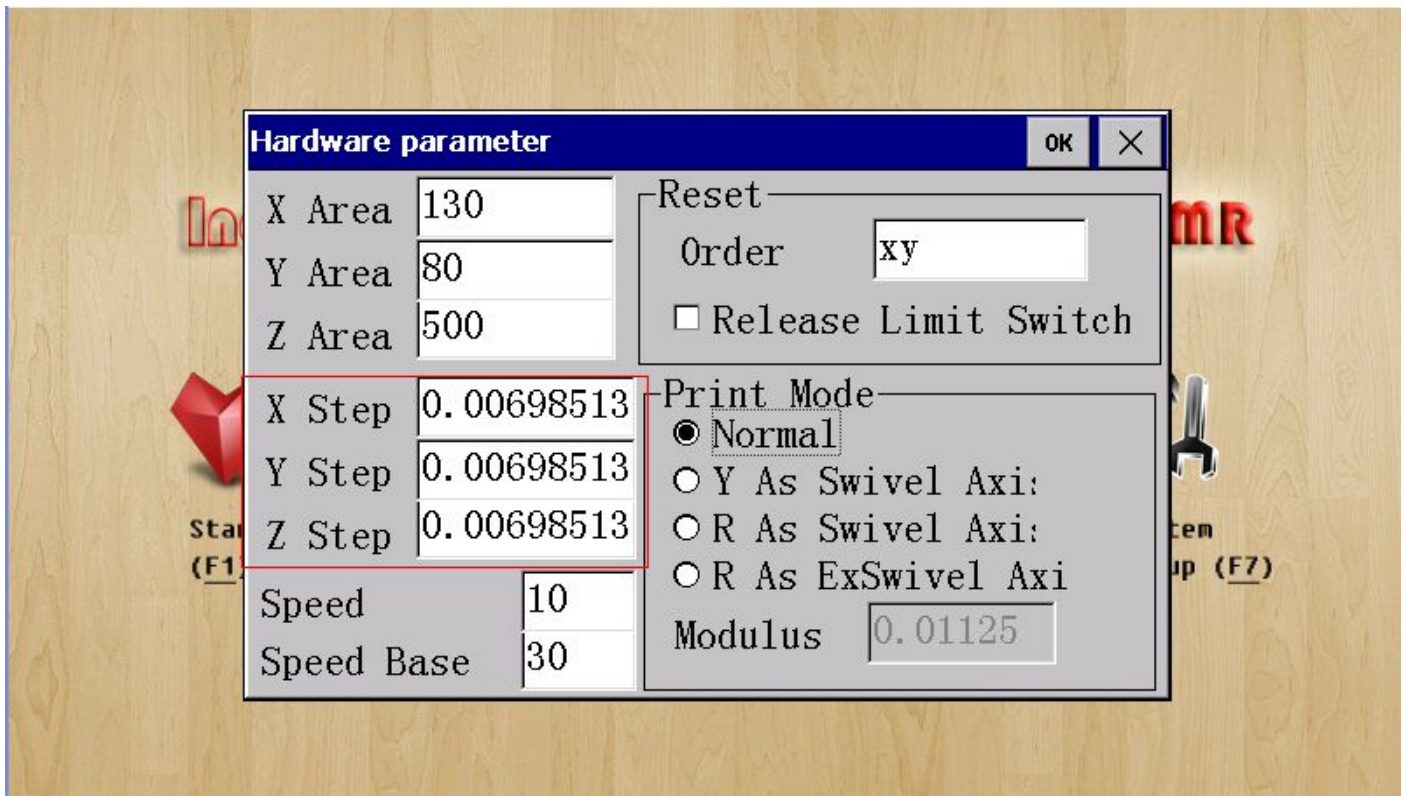 Hardware parameter OK
X Area 130
Y Area 80
Z Area 500
X Step 0.00698513
Y Step 0.00698513
Z Step 0.00698513
Speed 10
Speed Base 30
Reset
Order xy
Release Limit Switch
Print Mode
Normal
Y As Swivel Axi
R As Swivel Axi
R As ExSwivel Axi
Modulus 0.01125
In
MR
Sta
(F1
tem
up (F7)